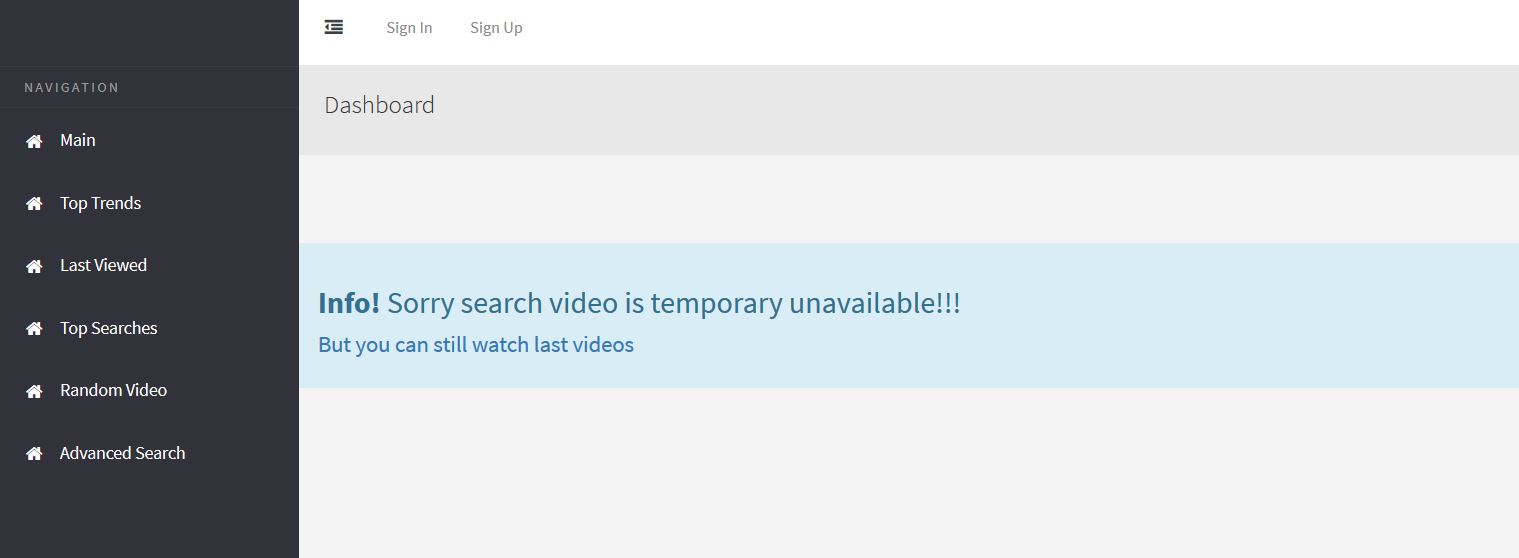 Sign In Sign Up
NAVIGATION
Dashboard
Main
Top Trends
Last Viewed
Top Searches
Random Video
Advanced Search
Info! Sorry search video is temporary unavailable!!!
But you can still watch last videos